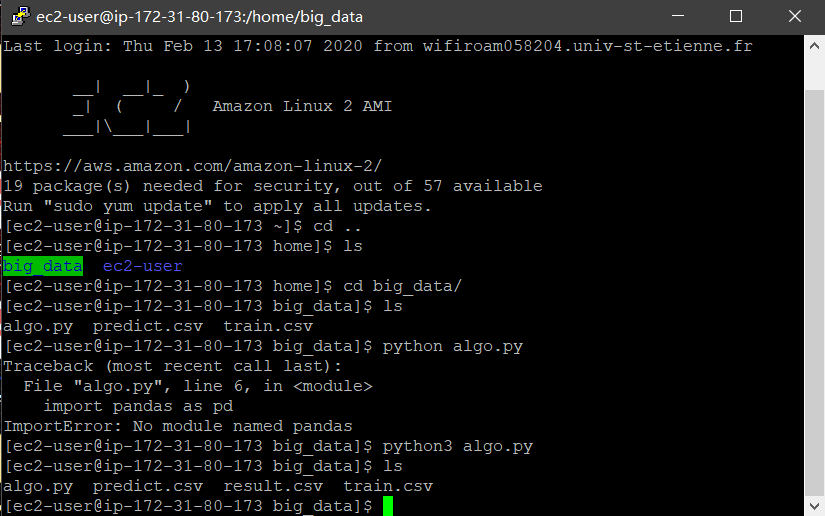 ec2-user@ip-172-31-80-173:/home/big_data
Last login: Thu Feb 13 17:08:07 2020 from wifiroam058204.univ-st-etienne.fr
__|  __|_  )
_|  (     /   Amazon Linux 2 AMI
___|\___|___|
https://aws.amazon.com/amazon-linux-2/
19 package(s) needed for security, out of 57 available
Run "sudo yum update" to apply all updates.
[ec2-user@ip-172-31-80-173 ~]$ cd ..
[ec2-user@ip-172-31-80-173 home]$ ls
big_data  ec2-user
[ec2-user@ip-172-31-80-173 home]$ cd big_data/
[ec2-user@ip-172-31-80-173 big_data]$ ls
algo.py  predict.csv  train.csv
[ec2-user@ip-172-31-80-173 big_data]$ python algo.py
Traceback (most recent call last):
  File "algo.py", line 6, in <module>
    import pandas as pd
ImportError: No module named pandas
[ec2-user@ip-172-31-80-173 big_data]$ python3 algo.py
[ec2-user@ip-172-31-80-173 big_data]$ ls
algo.py  predict.csv  result.csv  train.csv
[ec2-user@ip-172-31-80-173 big_data]$